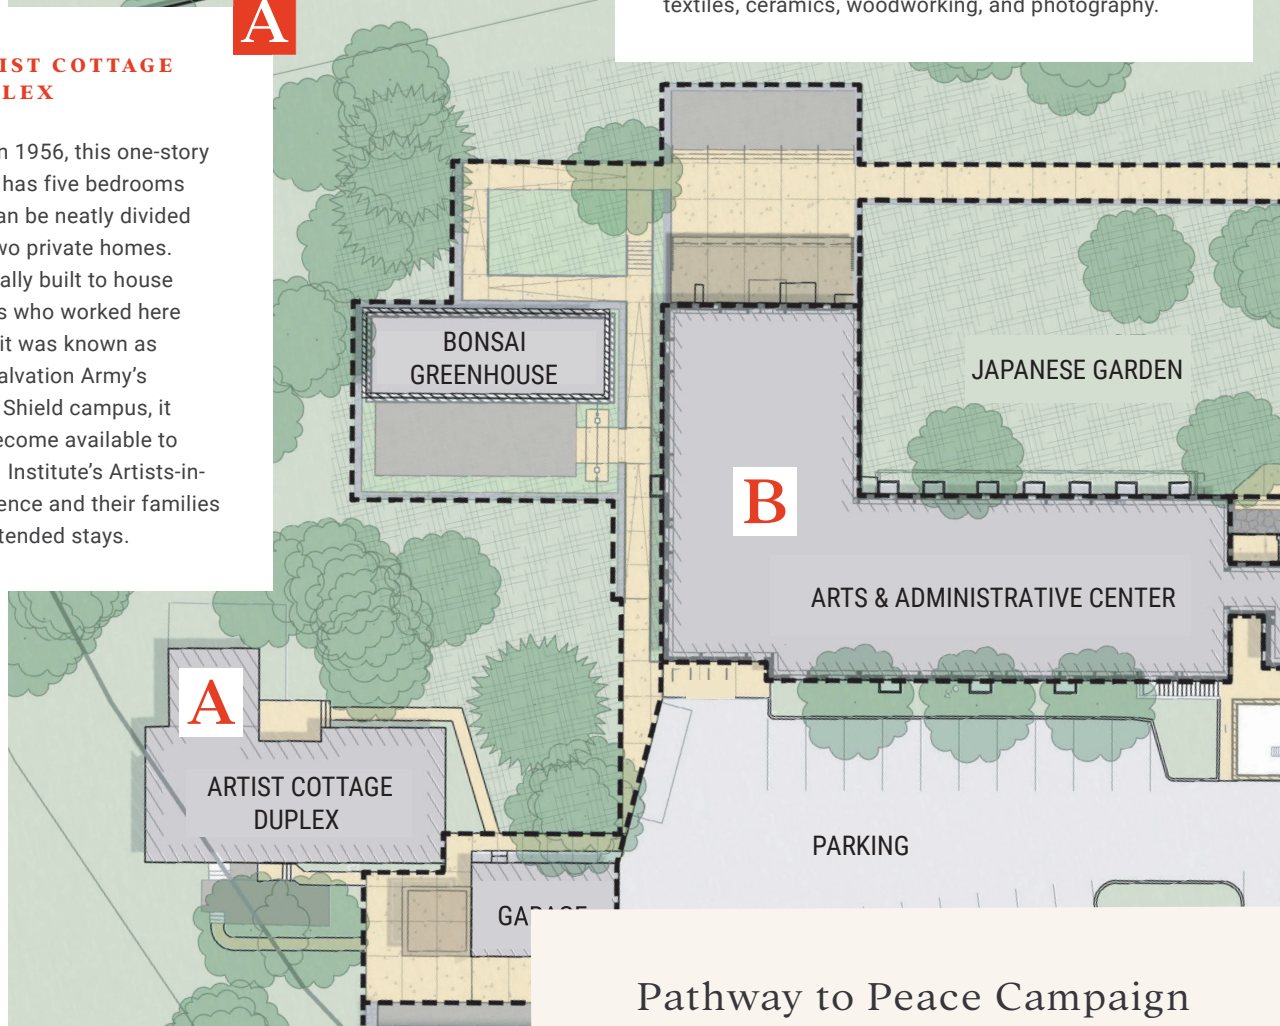 textiles, ceramics, woodworking, and photography.
A
IST COTTAGE
LEX
n 1956, this one-story
has five bedrooms
an be neatly divided
wo private homes.
ally built to house
s who worked here
it was known as
alvation Army’s
Shield campus, it
ecome available to
Institute’s Artists-in-
ence and their families
tended stays.
BONSAI
GREENHOUSE
JAPANESE GARDEN
B
ARTS & ADMINISTRATIVE CENTER
A
ARTIST COTTAGE
DUPLEX
PARKING
GARAGE
Pathway to Peace Campaign